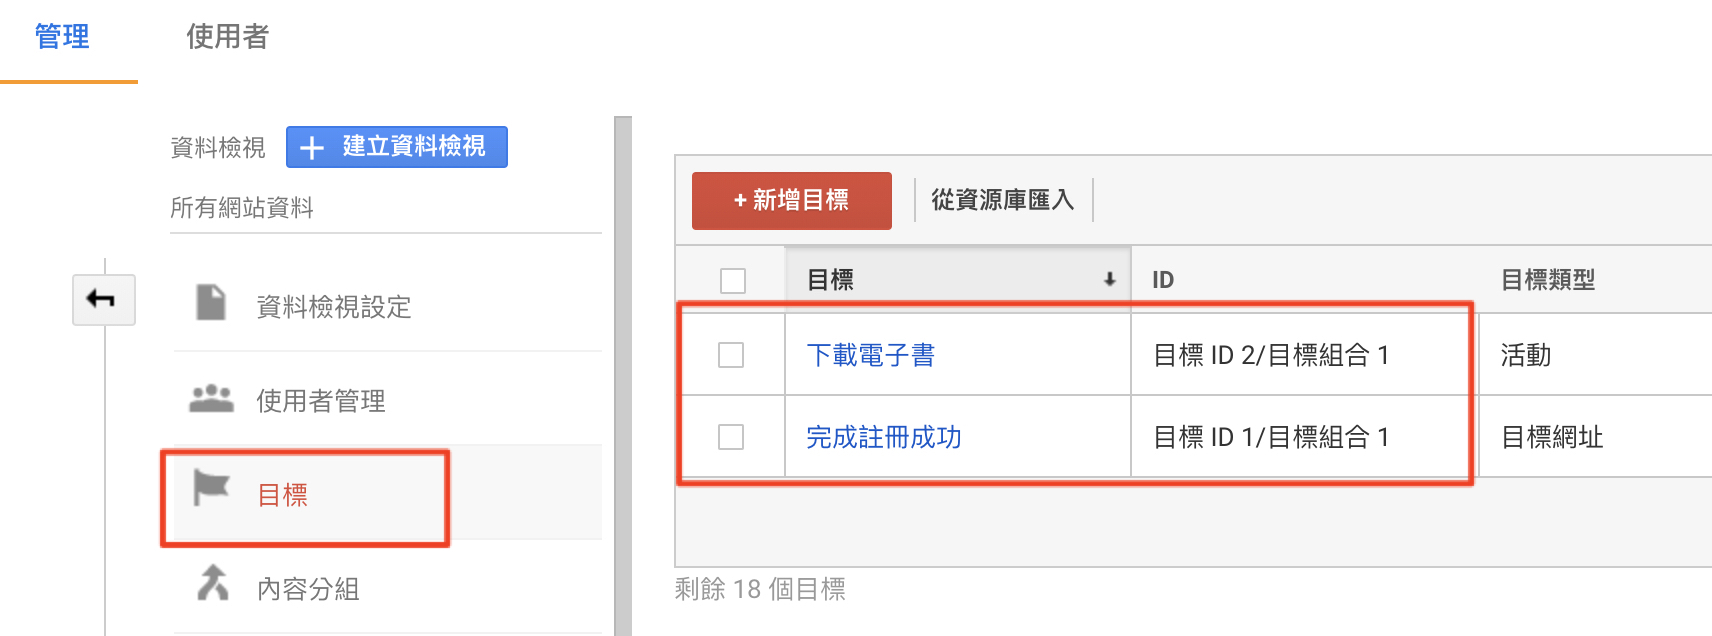 管理 使用者
資料檢視 + 建立資料檢視
所有網站資料
資料檢視設定
使用者管理
目標
內容分組
+ 新增目標 從資源庫匯入
目標 ID 目標類型
下載電子書 目標 ID 2/目標組合 1 活動
完成註冊成功 目標 ID 1/目標組合 1 目標網址
剩餘 18 個目標